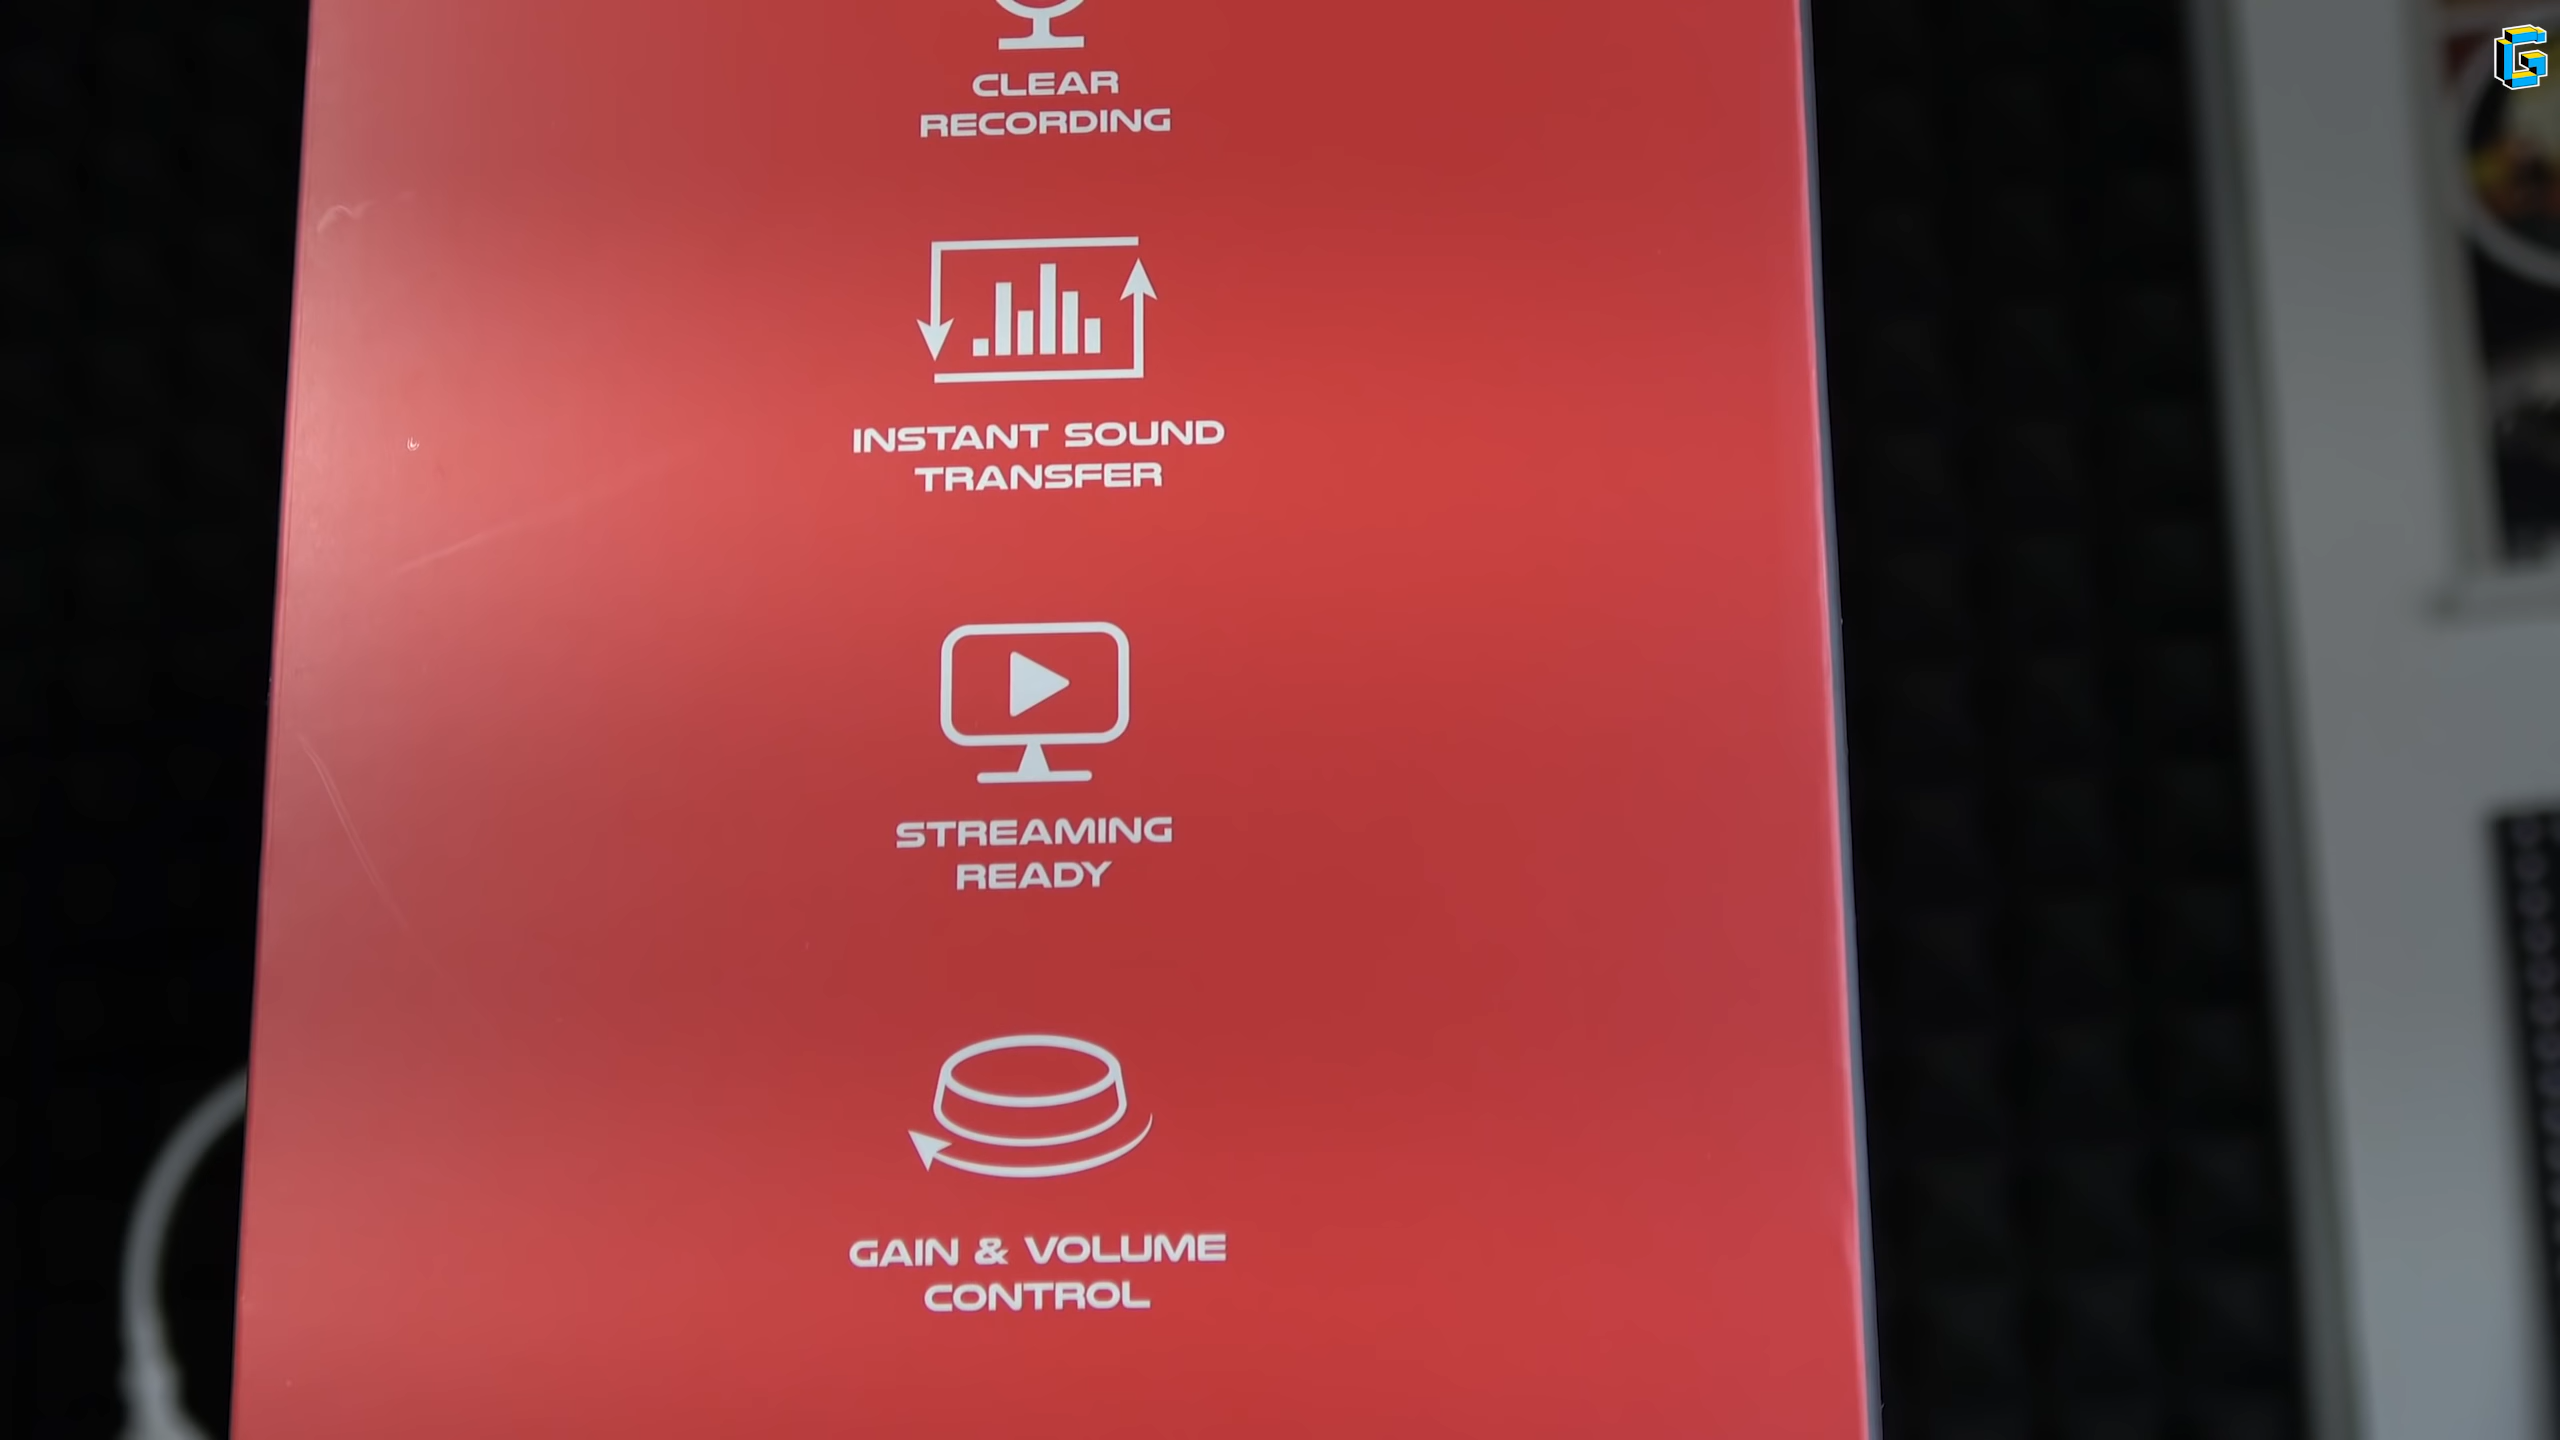 CLEAR
RECORDING
INSTANT SOUND
TRANSFER
STREAMING
READY
GAIN & VOLUME
CONTROL
G